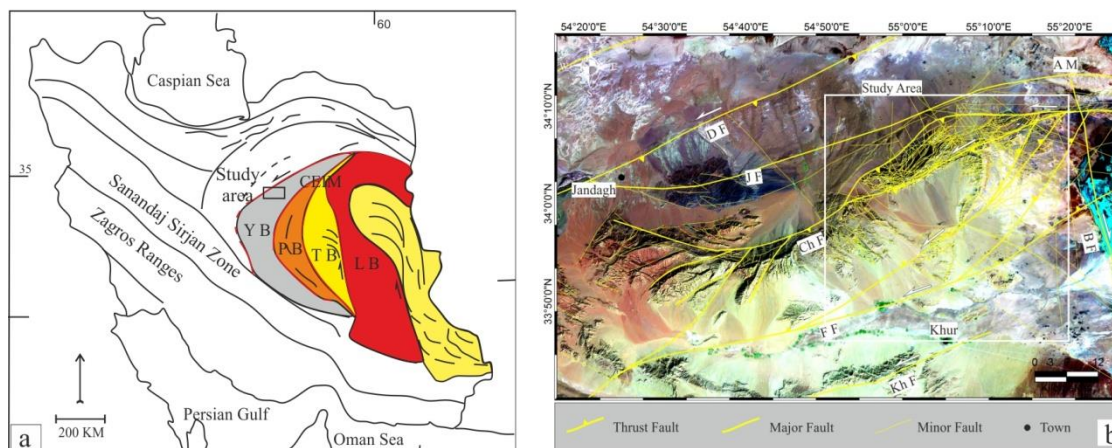 60
35
Caspian Sea
Study
area
CEIM
Sanandaj Sirjan Zone
Zagros Ranges
Y B
P B
T B
L B
Persian Gulf
Oman Sea
200 KM
a
54°20'0"E
54°30'0"E
54°40'0"E
54°50'0"E
55°0'0"E
55°10'0"E
55°20'0"E
34°10'0"N
34°0'0"N
33°50'0"N
A M
Study Area
D F
J F
Jandagh
Ch F
B F
F F
Khur
Kh F
0 3 12
Thrust Fault
Major Fault
Minor Fault
Town
b